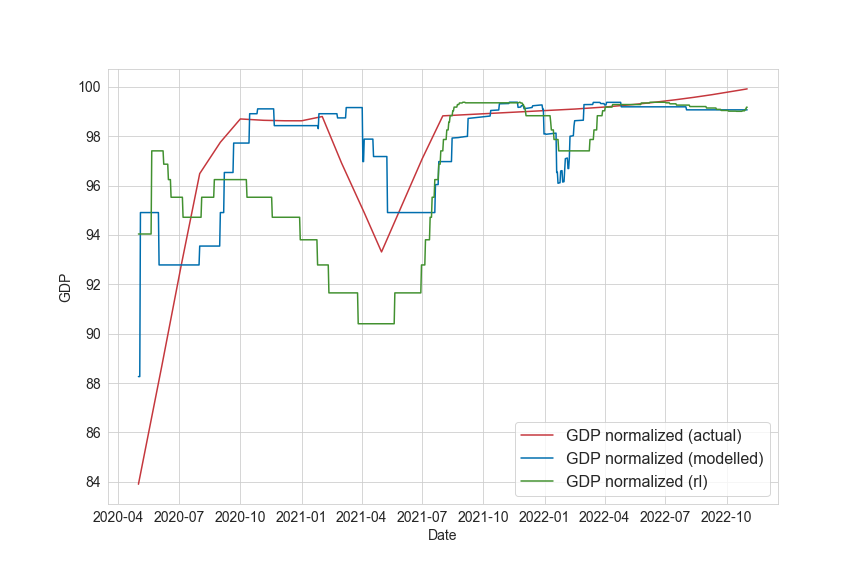 100
98
96
94
92
90
88
86
84
GDP
GDP normalized (actual)
GDP normalized (modelled)
GDP normalized (rl)
2020-04 2020-07 2020-10 2021-01 2021-04 2021-07 2021-10 2022-01 2022-04 2022-07 2022-10
Date